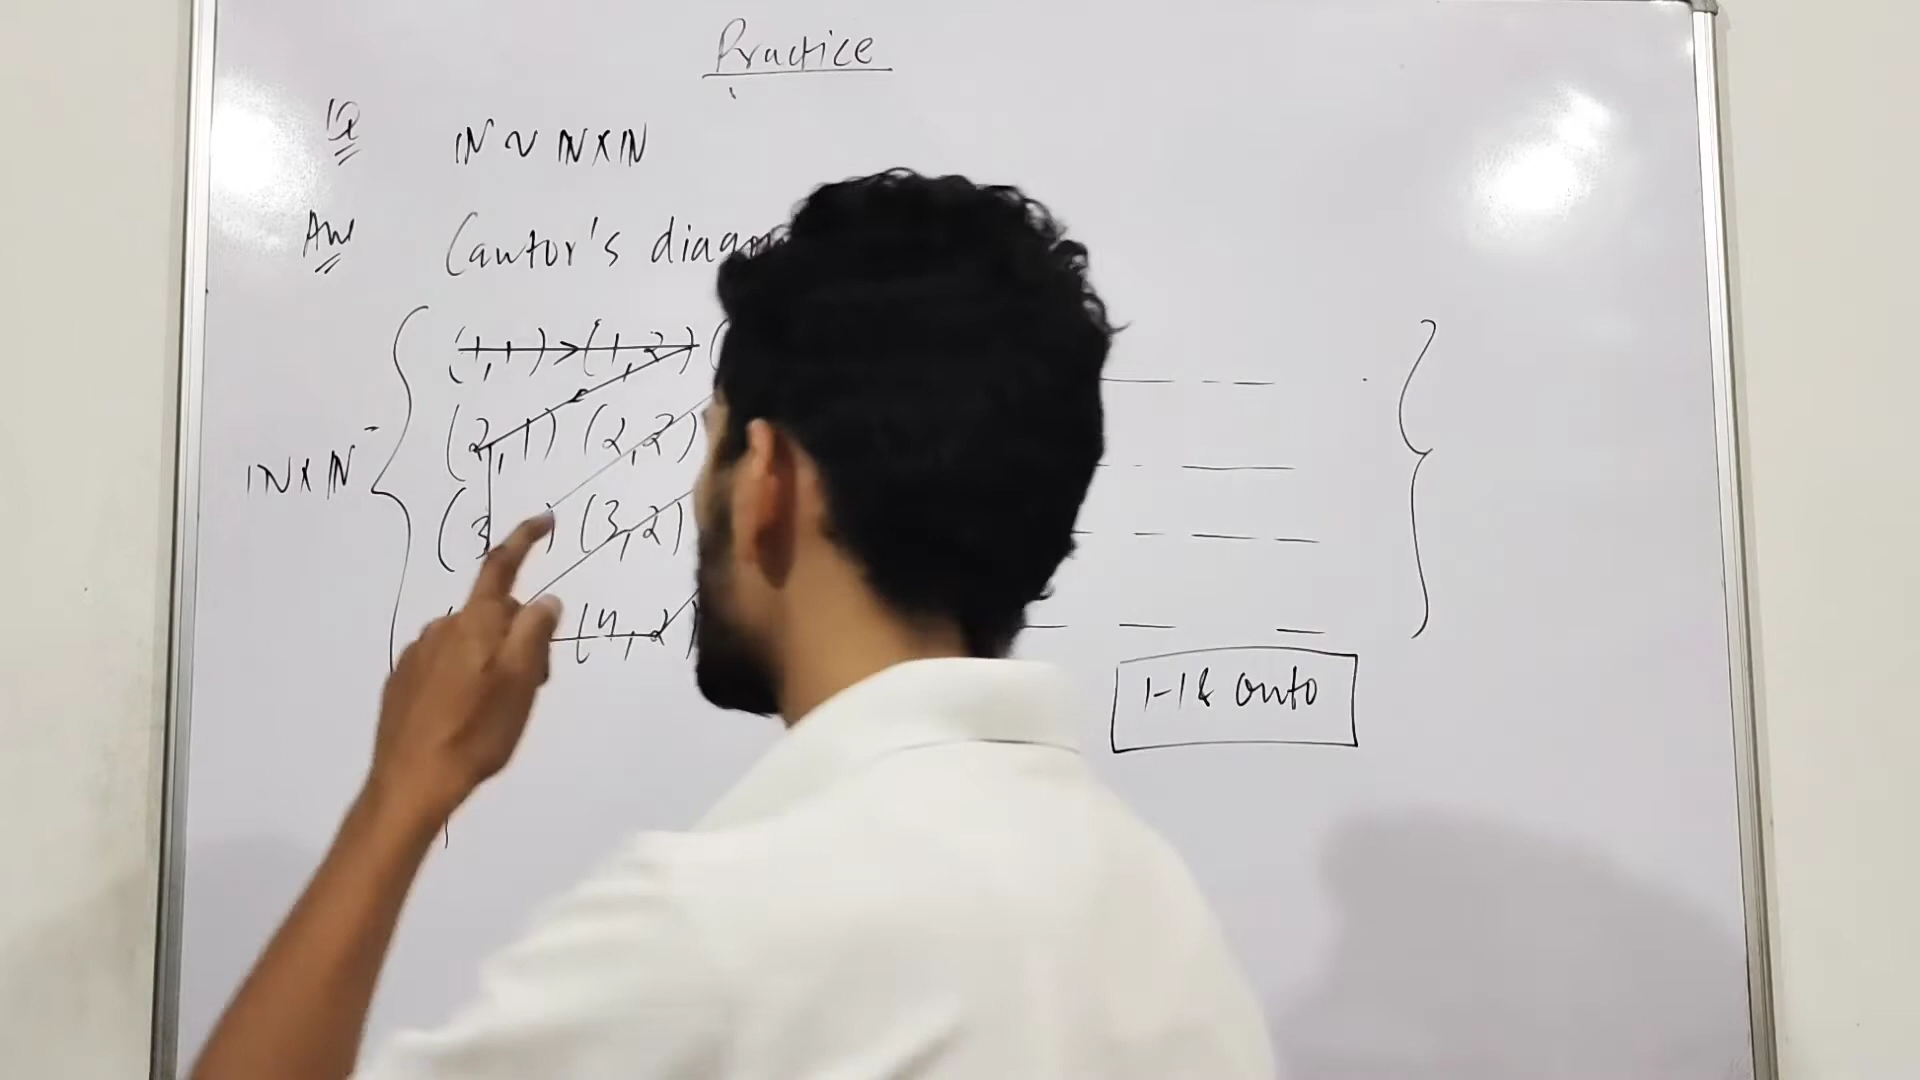 Practice
Q
IN ~ IN X IN
Ans
Cantor's diagon
(1,1) (1,2) (
(2,1) (2,2)
IN X IN
(3 ) (3,2)
(4,2)
1-1 & onto